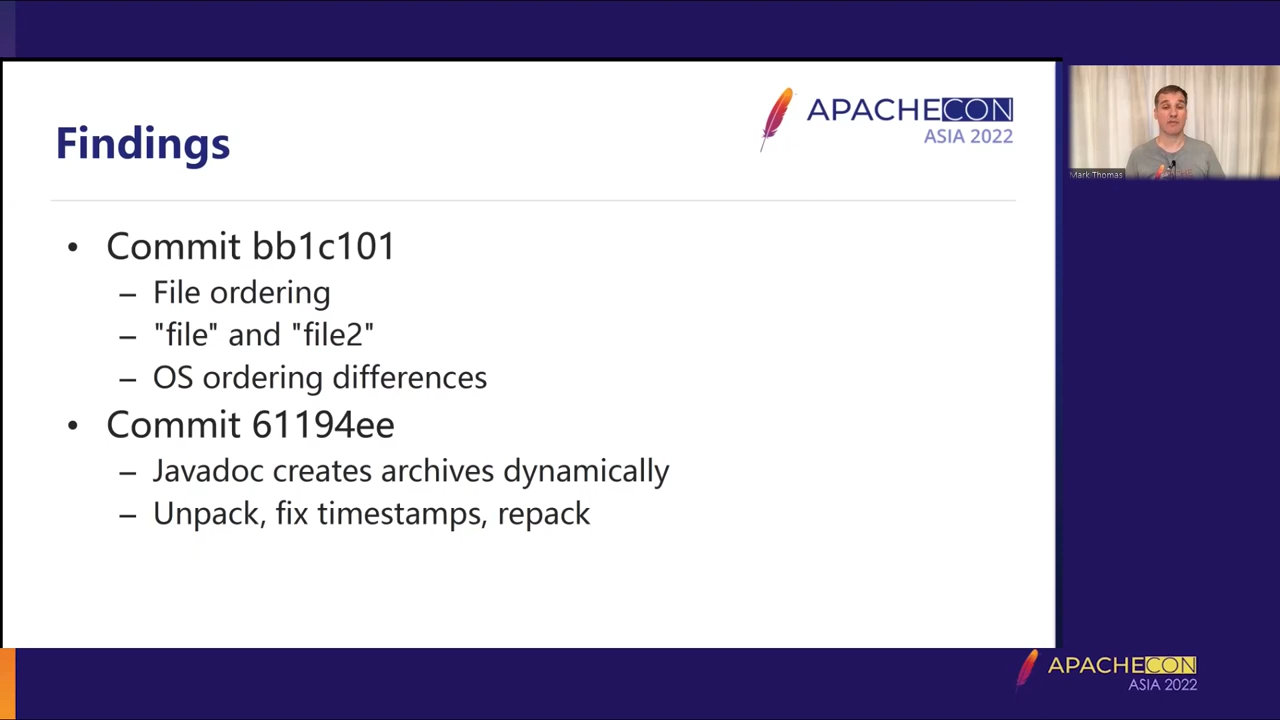 Findings
APACHECON
ASIA 2022
• Commit bb1c101
– File ordering
– "file" and "file2"
– OS ordering differences
• Commit 61194ee
– Javadoc creates archives dynamically
– Unpack, fix timestamps, repack
Mark Thomas
APACHECON
ASIA 2022